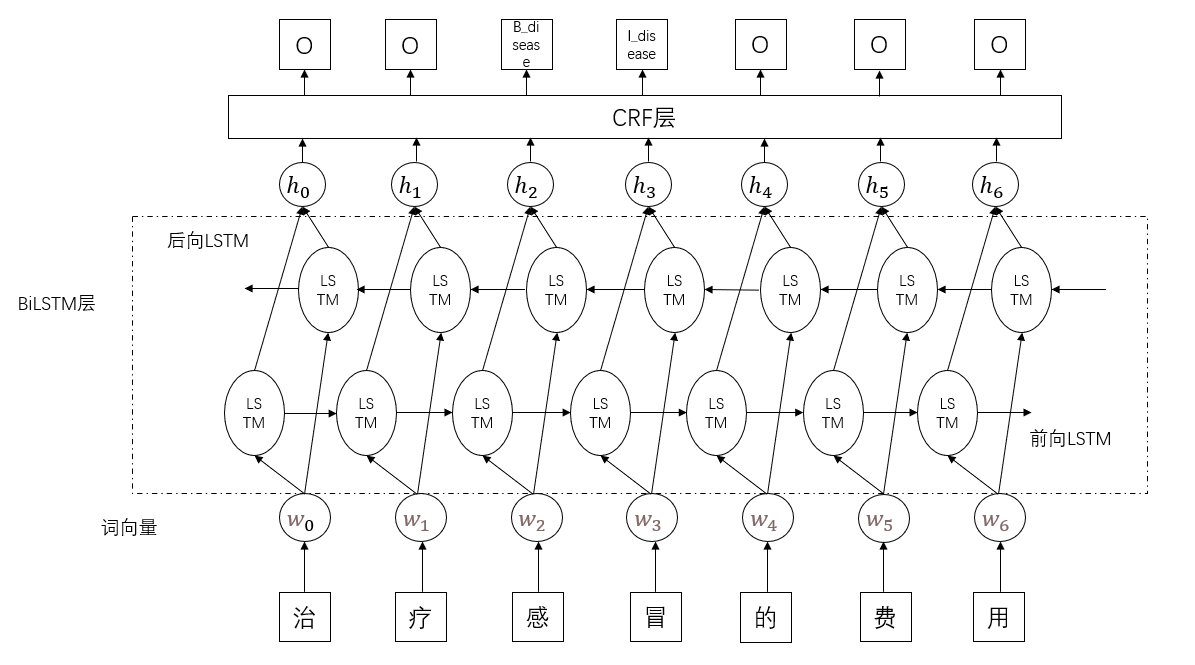 O O B_di I_dis O O O
seas ease
e
CRF层
h0 h1 h2 h3 h4 h5 h6
后向LSTM
LS LS LS LS LS LS LS
TM TM TM TM TM TM TM
BiLSTM层
LS LS LS LS LS LS LS
TM TM TM TM TM TM TM
前向LSTM
词向量
w0 w1 w2 w3 w4 w5 w6
治 疗 感 冒 的 费 用